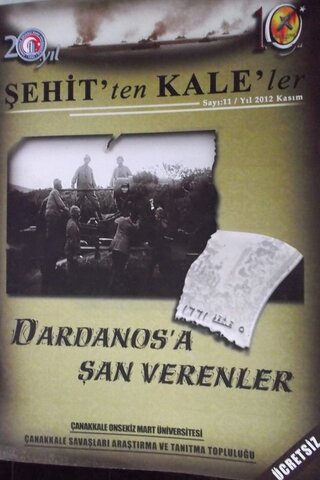 20.yıl
10
ŞEHİT'ten KALE'ler
Sayı:11 / Yıl 2012 Kasım
DARDANOS'A
ŞAN VERENLER
ÇANAKKALE ONSEKİZ MART ÜNİVERSİTESİ
ÇANAKKALE SAVAŞLARI ARAŞTIRMA VE TANITMA TOPLULUĞU
ÜCRETSİZ